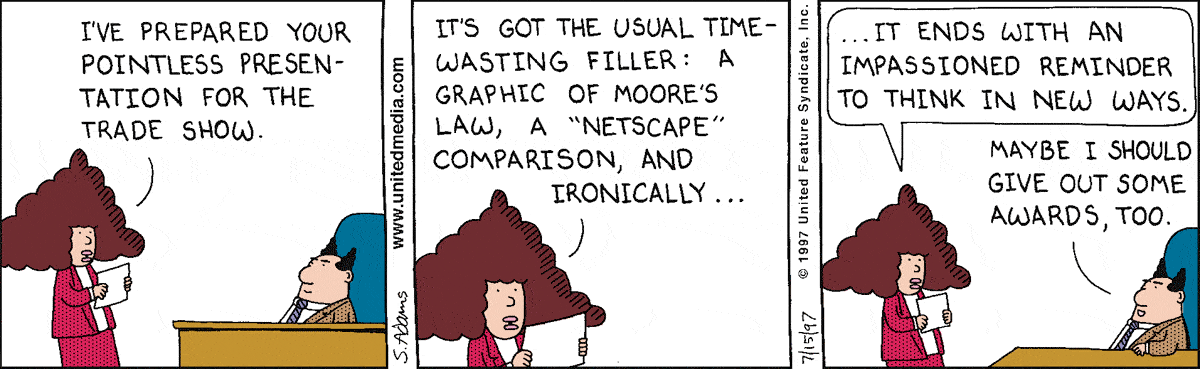 I'VE PREPARED YOUR
POINTLESS PRESEN-
TATION FOR THE
TRADE SHOW.
www.unitedmedia.com
S. Adams
IT'S GOT THE USUAL TIME-
WASTING FILLER: A
GRAPHIC OF MOORE'S
LAW, A "NETSCAPE"
COMPARISON, AND
IRONICALLY...
© 1997 United Feature Syndicate, Inc.
7/15/97
...IT ENDS WITH AN
IMPASSIONED REMINDER
TO THINK IN NEW WAYS.
MAYBE I SHOULD
GIVE OUT SOME
AWARDS, TOO.